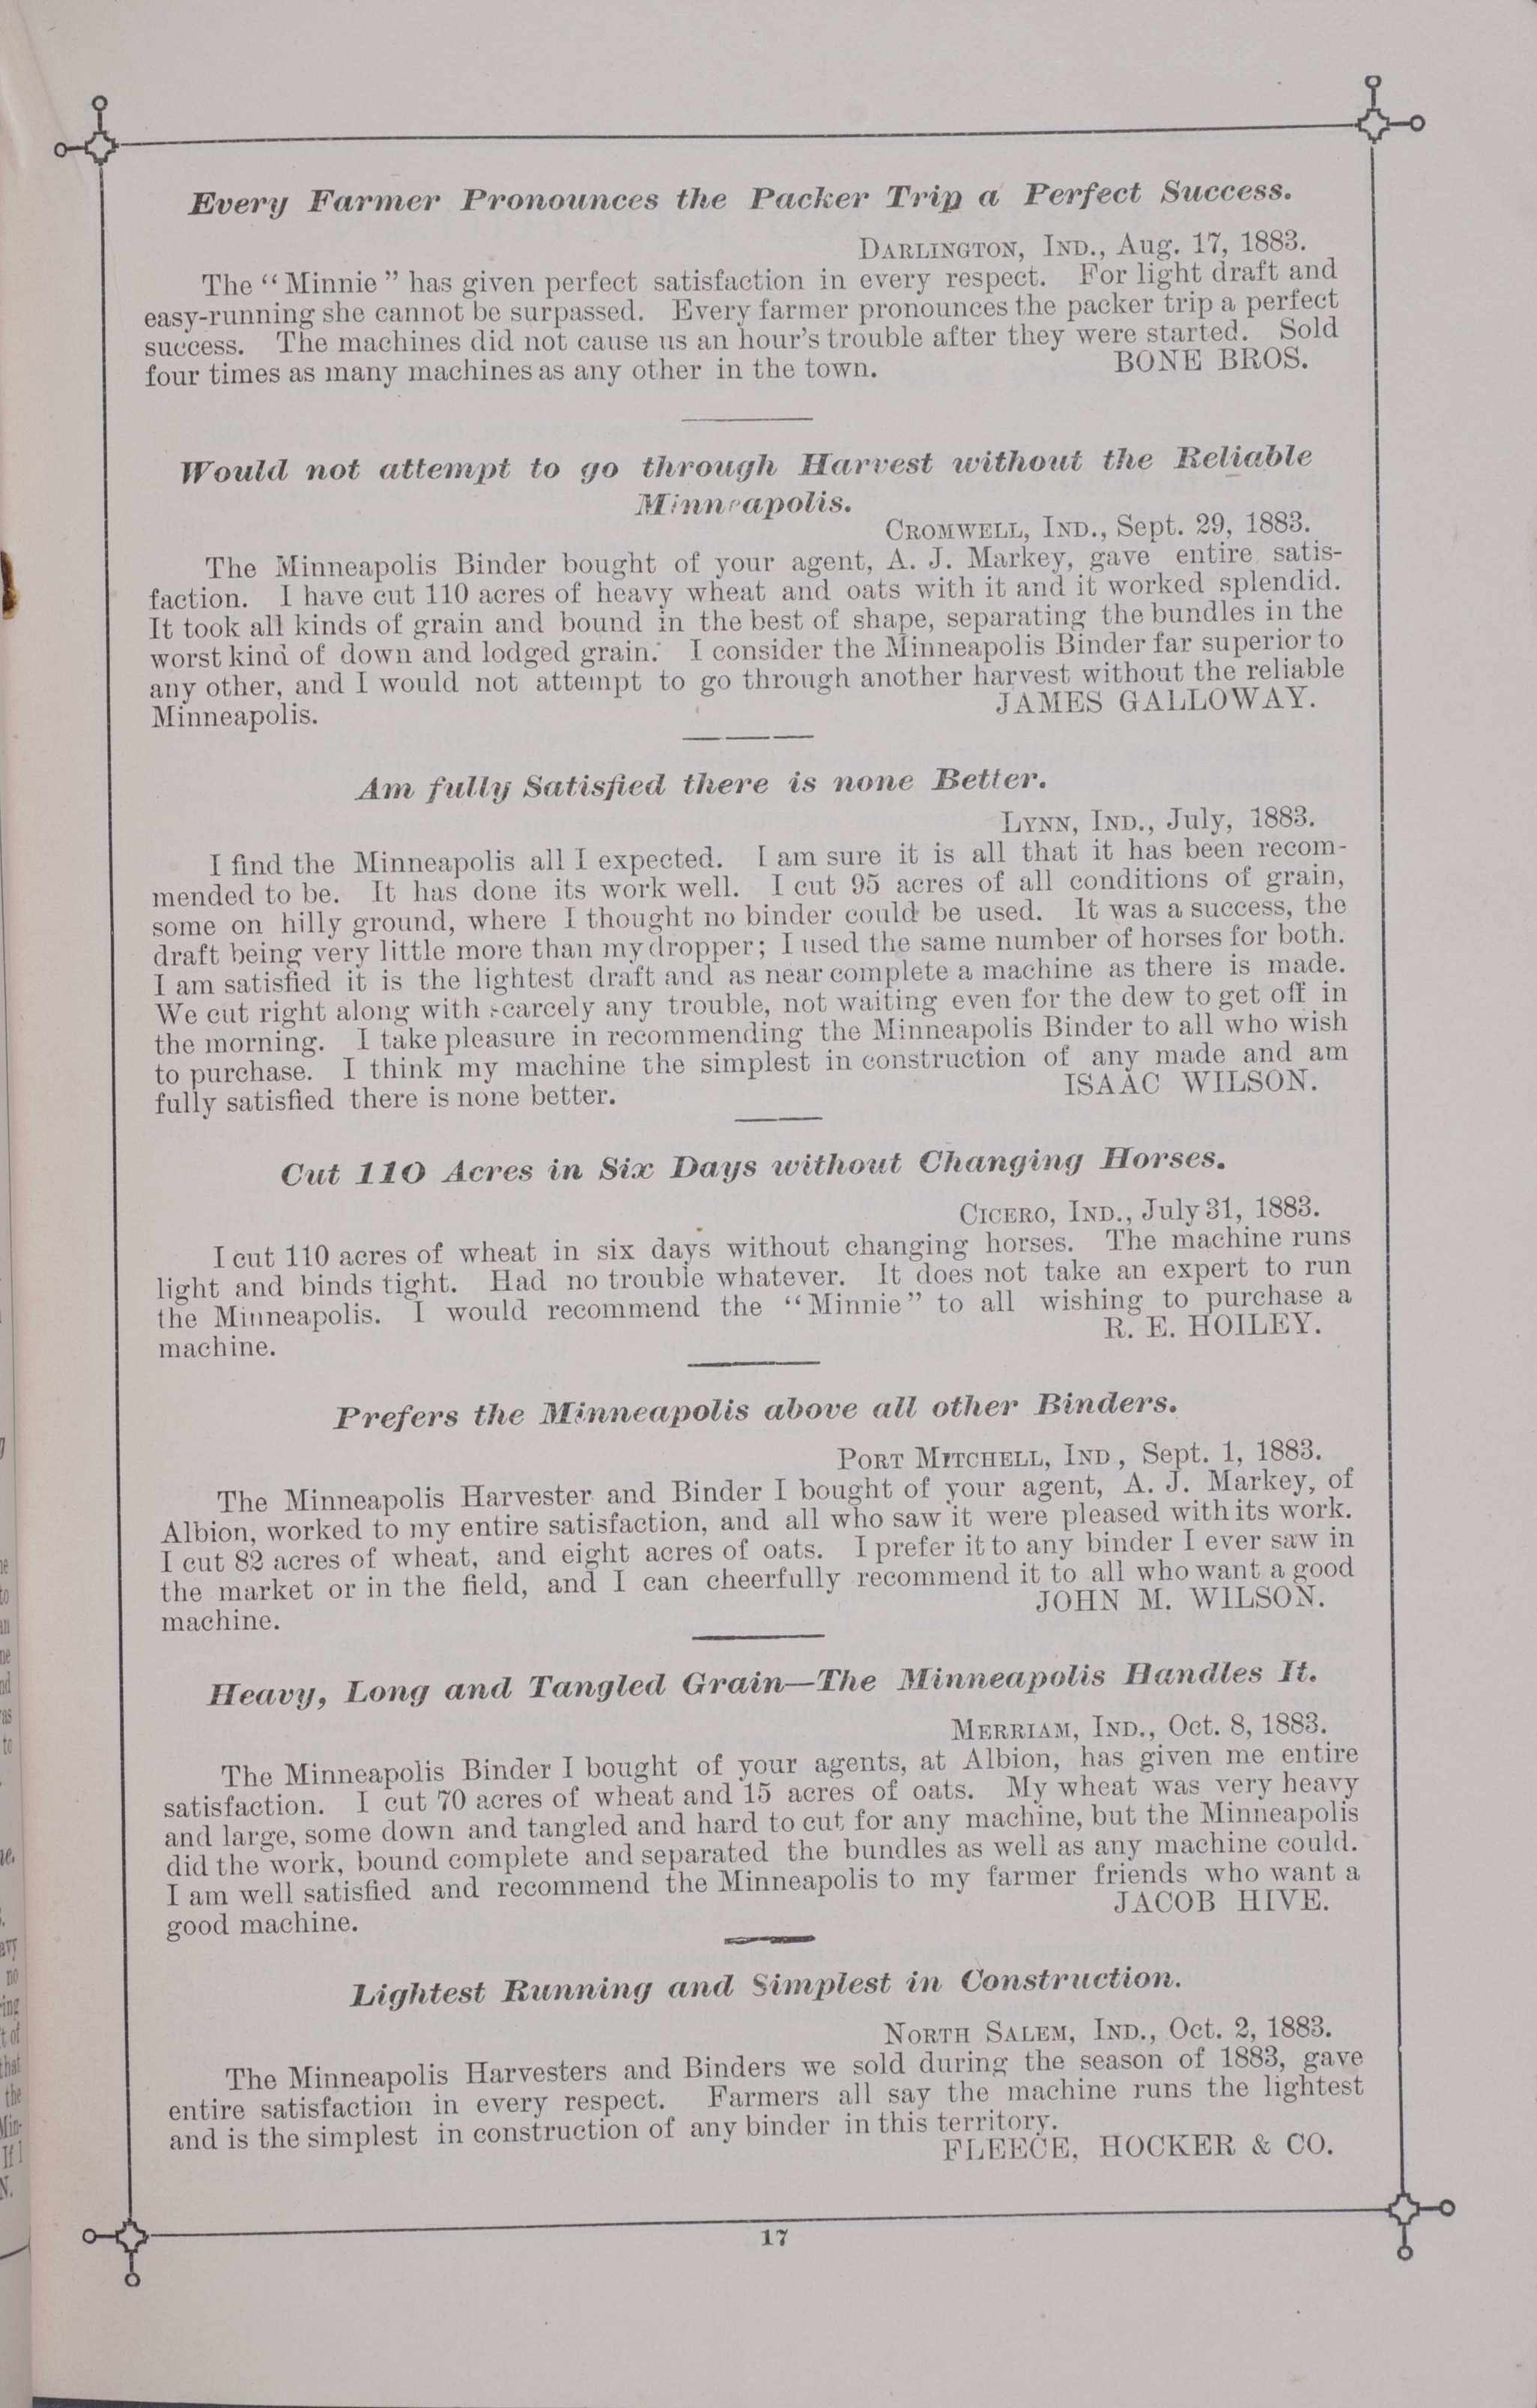 Every Farmer Pronounces the Packer Trip a Perfect Success.
DARLINGTON, IND., Aug. 17, 1883.
The "Minnie" has given perfect satisfaction in every respect. For light draft and
easy-running she cannot be surpassed. Every farmer pronounces the packer trip a perfect
success. The machines did not cause us an hour's trouble after they were started. Sold
four times as many machines as any other in the town. BONE BROS.
Would not attempt to go through Harvest without the Reliable
Minneapolis.
CROMWELL, IND., Sept. 29, 1883.
The Minneapolis Binder bought of your agent, A. J. Markey, gave entire satis-
faction. I have cut 110 acres of heavy wheat and oats with it and it worked splendid.
It took all kinds of grain and bound in the best of shape, separating the bundles in the
worst kind of down and lodged grain. I consider the Minneapolis Binder far superior to
any other, and I would not attempt to go through another harvest without the reliable
Minneapolis. JAMES GALLOWAY.
Am fully Satisfied there is none Better.
LYNN, IND., July, 1883.
I find the Minneapolis all I expected. I am sure it is all that it has been recom-
mended to be. It has done its work well. I cut 95 acres of all conditions of grain,
some on hilly ground, where I thought no binder could be used. It was a success, the
draft being very little more than my dropper; I used the same number of horses for both.
I am satisfied it is the lightest draft and as near complete a machine as there is made.
We cut right along with scarcely any trouble, not waiting even for the dew to get off in
the morning. I take pleasure in recommending the Minneapolis Binder to all who wish
to purchase. I think my machine the simplest in construction of any made and am
fully satisfied there is none better. ISAAC WILSON.
Cut 110 Acres in Six Days without Changing Horses.
CICERO, IND., July 31, 1883.
I cut 110 acres of wheat in six days without changing horses. The machine runs
light and binds tight. Had no trouble whatever. It does not take an expert to run
the Minneapolis. I would recommend the "Minnie" to all wishing to purchase a
machine. R. E. HOILEY.
Prefers the Minneapolis above all other Binders.
PORT MITCHELL, IND, Sept. 1, 1883.
The Minneapolis Harvester and Binder I bought of your agent, A. J. Markey, of
Albion, worked to my entire satisfaction, and all who saw it were pleased with its work.
I cut 82 acres of wheat, and eight acres of oats. I prefer it to any binder I ever saw in
the market or in the field, and I can cheerfully recommend it to all who want a good
machine. JOHN M. WILSON.
Heavy, Long and Tangled Grain—The Minneapolis Handles It.
MERRIAM, IND., Oct. 8, 1883.
The Minneapolis Binder I bought of your agents, at Albion, has given me entire
satisfaction. I cut 70 acres of wheat and 15 acres of oats. My wheat was very heavy
and large, some down and tangled and hard to cut for any machine, but the Minneapolis
did the work, bound complete and separated the bundles as well as any machine could.
I am well satisfied and recommend the Minneapolis to my farmer friends who want a
good machine. JACOB HIVE.
Lightest Running and Simplest in Construction.
NORTH SALEM, IND., Oct. 2, 1883.
The Minneapolis Harvesters and Binders we sold during the season of 1883, gave
entire satisfaction in every respect. Farmers all say the machine runs the lightest
and is the simplest in construction of any binder in this territory.
FLEECE, HOCKER & CO.
17